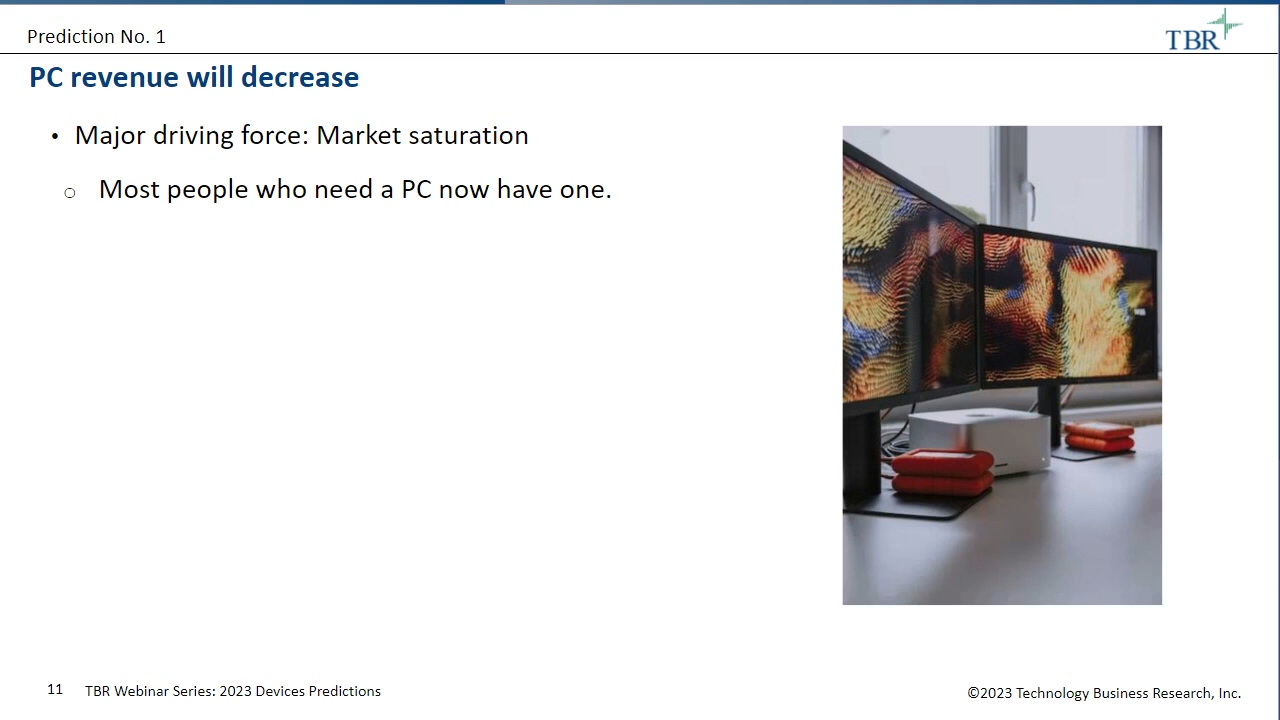 Prediction No. 1
TBR
PC revenue will decrease
• Major driving force: Market saturation
○ Most people who need a PC now have one.
11 TBR Webinar Series: 2023 Devices Predictions
©2023 Technology Business Research, Inc.